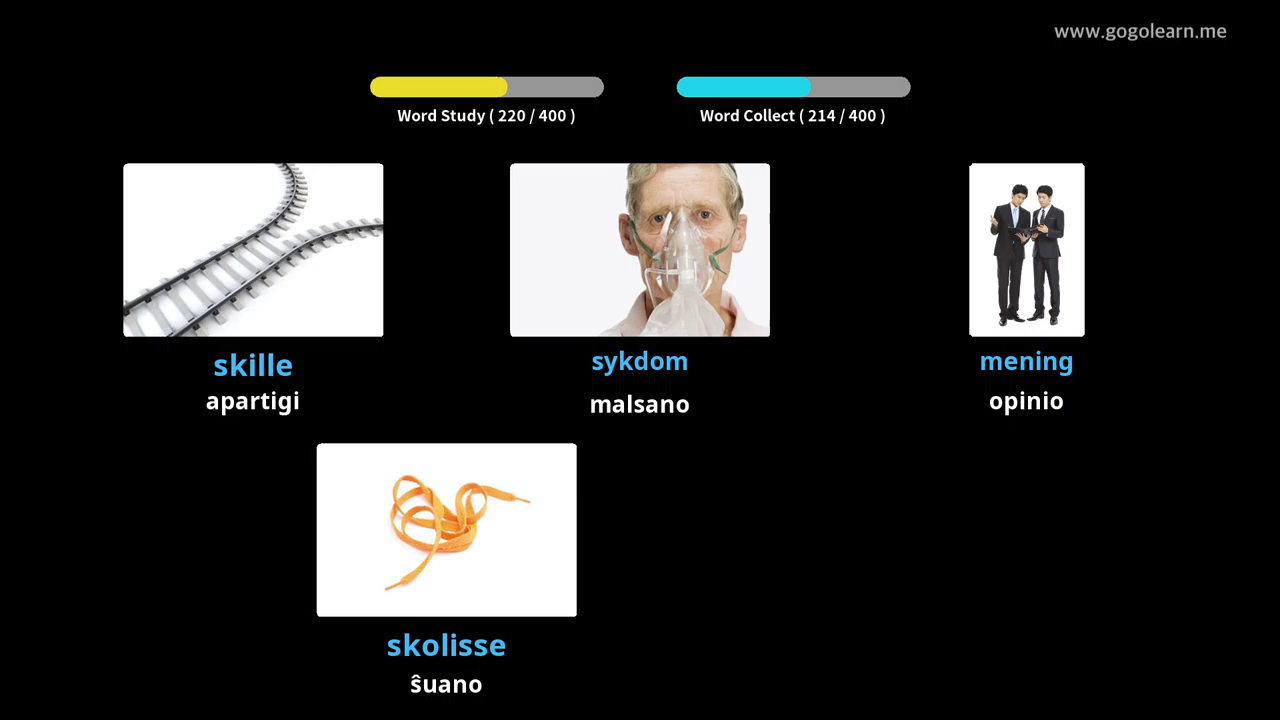 www.gogolearn.me
Word Study ( 220 / 400 )
Word Collect ( 214 / 400 )
skille
apartigi
sykdom
malsano
mening
opinio
skolisse
ŝuano